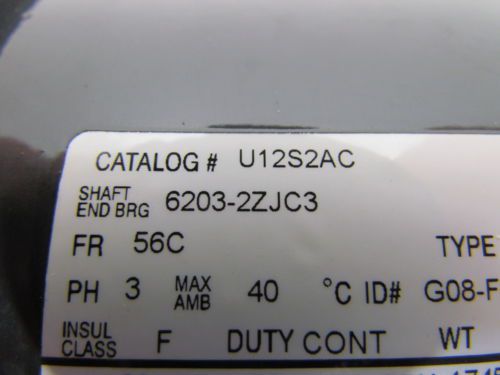 CATALOG # U12S2AC
SHAFT
END BRG 6203-2ZJC3
FR 56C TYPE
PH 3 MAX AMB 40 °C ID# G08-F
INSUL CLASS F DUTY CONT WT